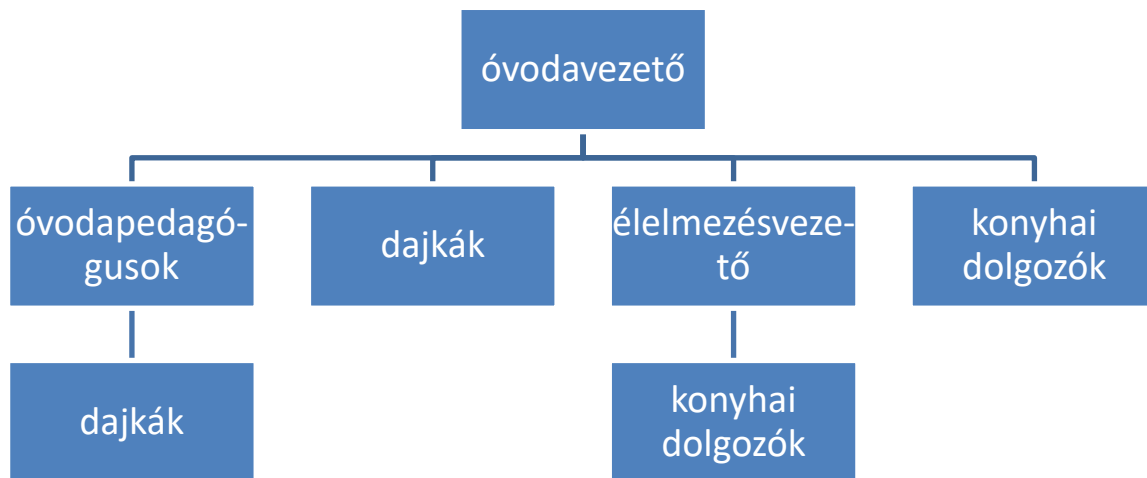 óvodavezető
óvodapedagó-
gusok
dajkák
élelmezésveze-
tő
konyhai
dolgozók
dajkák
konyhai
dolgozók